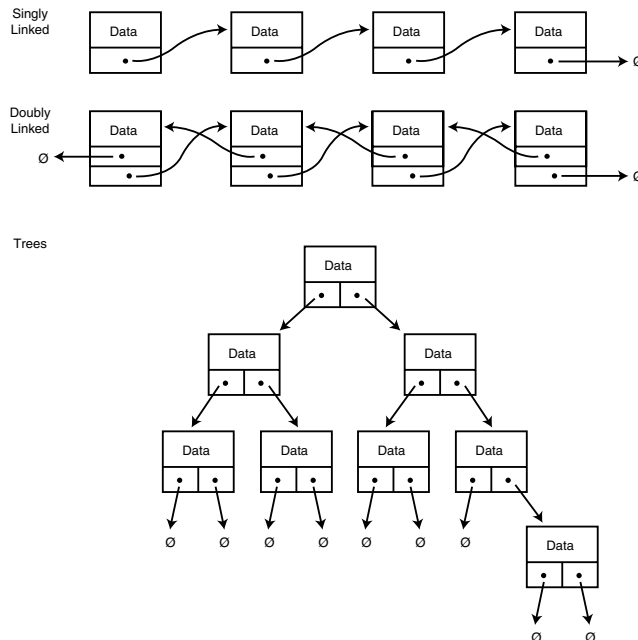 Singly
Linked
Data Data Data Data
Ø
Doubly
Linked
Data Data Data Data
Ø Ø
Trees
Data
Data Data
Data Data Data Data
Ø Ø Ø Ø Ø Ø Ø
Data
Ø Ø